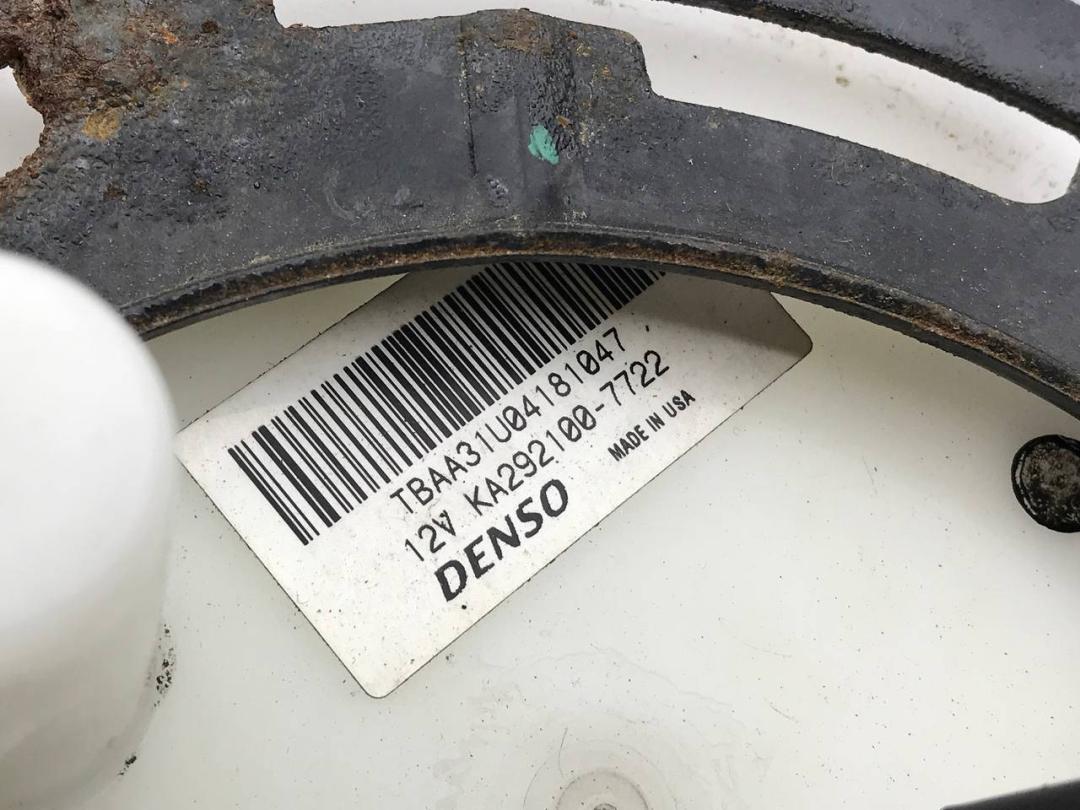 TBAA31U04181047
12V KA292100-7722
DENSO MADE IN USA